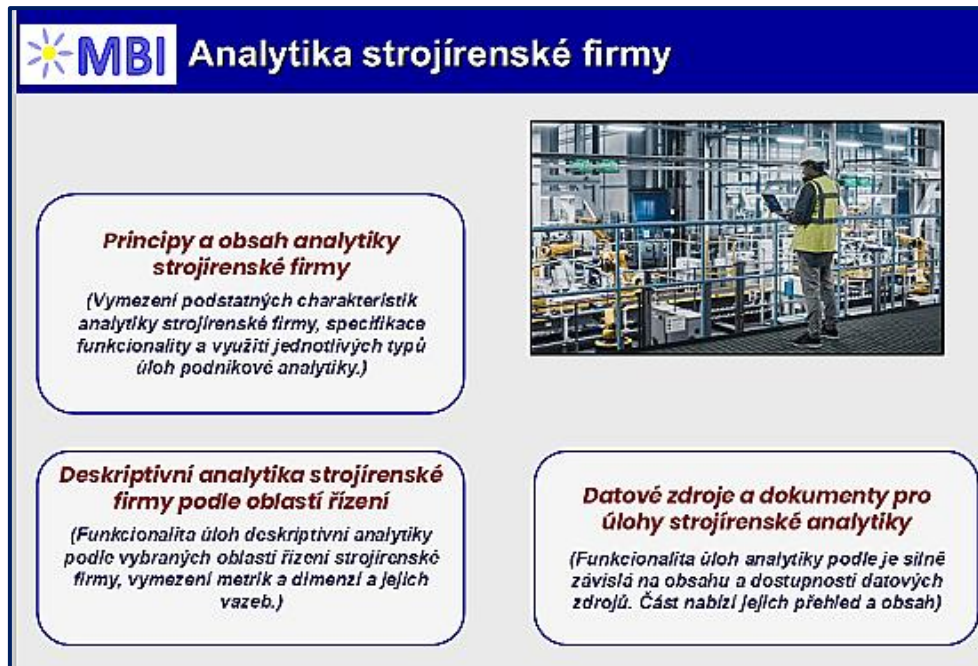 MBI Analytika strojírenské firmy
Principy a obsah analytiky
strojírenské firmy
(Vymezení podstatných charakteristik
analytiky strojírenské firmy, specifikace
funkcionality a využití jednotlivých typů
úloh podnikové analytiky.)
Deskriptivní analytika strojírenské
firmy podle oblastí řízení
(Funkcionalita úloh deskriptivní analytiky
podle vybraných oblastí řízení strojírenské
firmy, vymezení metrik a dimenzí a jejich
vazeb.)
Datové zdroje a dokumenty pro
úlohy strojírenské analytiky
(Funkcionalita úloh analytiky podle je silně
závislá na obsahu a dostupnosti datových
zdrojů. Část nabízí jejich přehled a obsah)